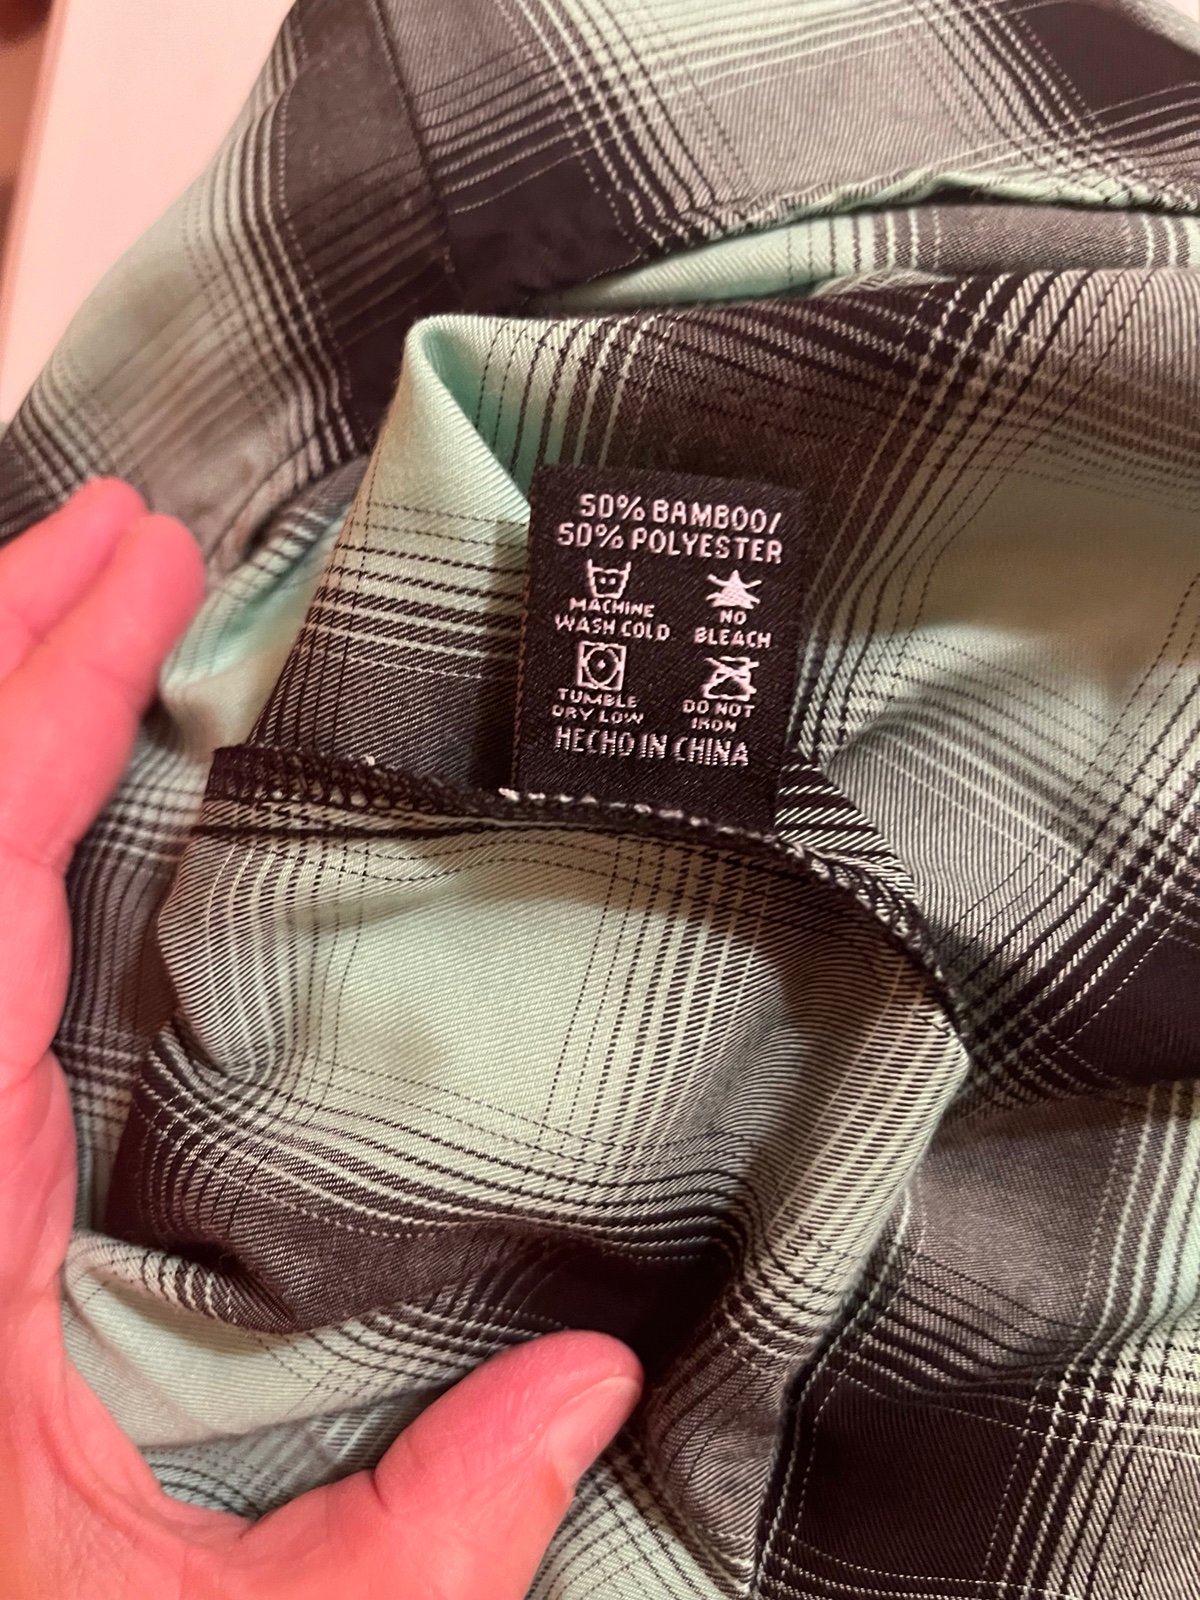 50% BAMBOO/
50% POLYESTER
MACHINE
WASH COLD
NO
BLEACH
TUMBLE
DRY LOW
DO NOT
IRON
HECHO IN CHINA